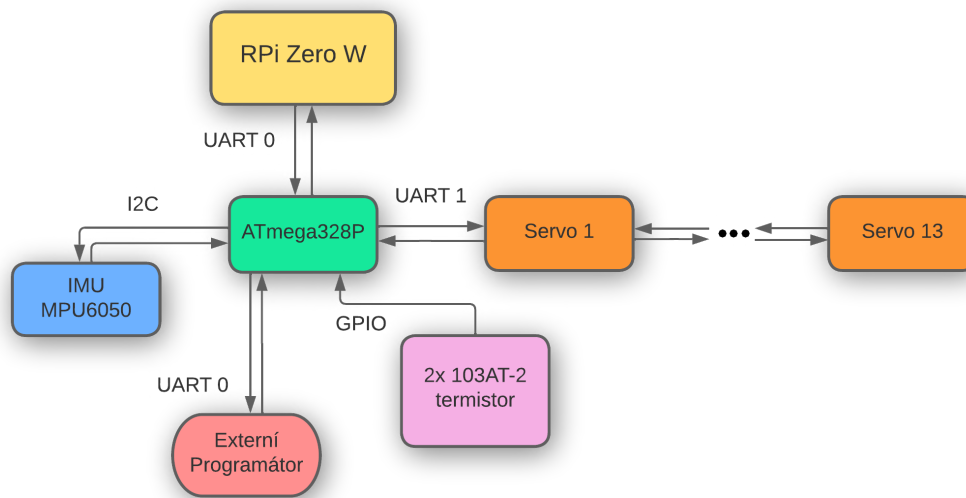 RPi Zero W
UART 0
I2C
UART 1
ATmega328P
Servo 1
•••
Servo 13
IMU
MPU6050
GPIO
2x 103AT-2
termistor
UART 0
Externí
Programátor